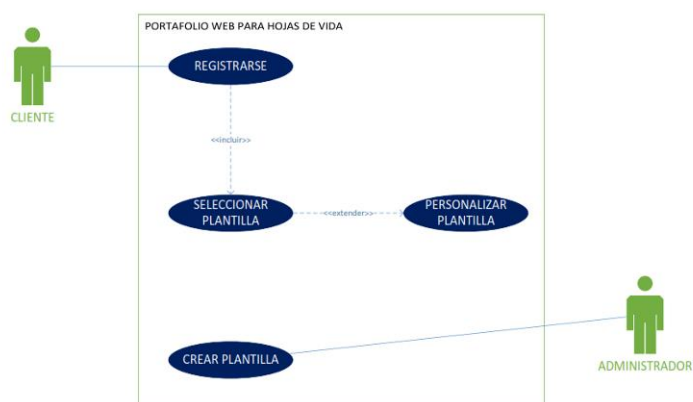 PORTAFOLIO WEB PARA HOJAS DE VIDA
REGISTRARSE
CLIENTE
<<incluir>>
SELECCIONAR
PLANTILLA
<<extender>>
PERSONALIZAR
PLANTILLA
CREAR PLANTILLA
ADMINISTRADOR